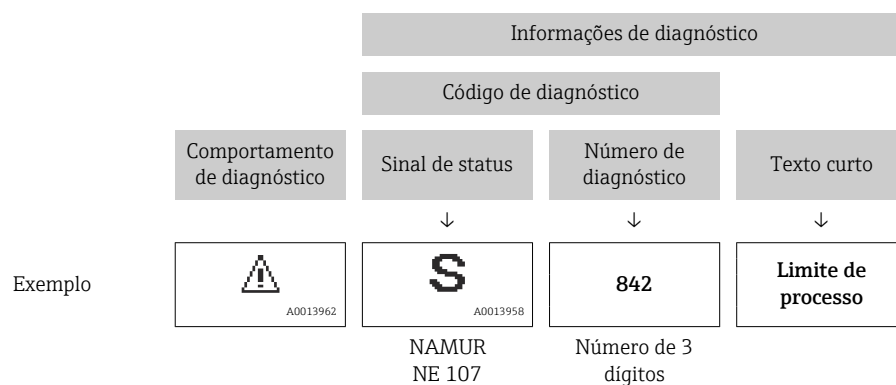 Informações de diagnóstico
Código de diagnóstico
Comportamento
de diagnóstico
Sinal de status
Número de
diagnóstico
Texto curto
↓
↓
↓
Exemplo
A0013962
S
A0013958
842
Limite de
processo
NAMUR
NE 107
Número de 3
dígitos